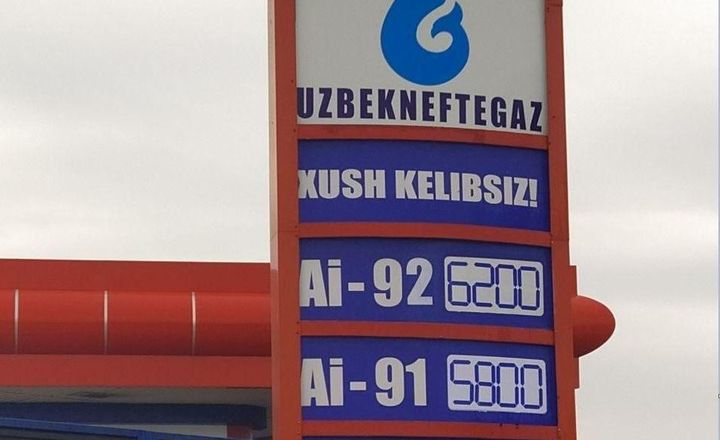 UZBEKNEFTEGAZ
XUSH KELIBSIZ!
Ai-92 6200
Ai-91 5800